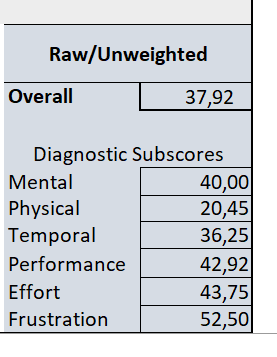 Raw/Unweighted
Overall 37,92
Diagnostic Subscores
Mental 40,00
Physical 20,45
Temporal 36,25
Performance 42,92
Effort 43,75
Frustration 52,50